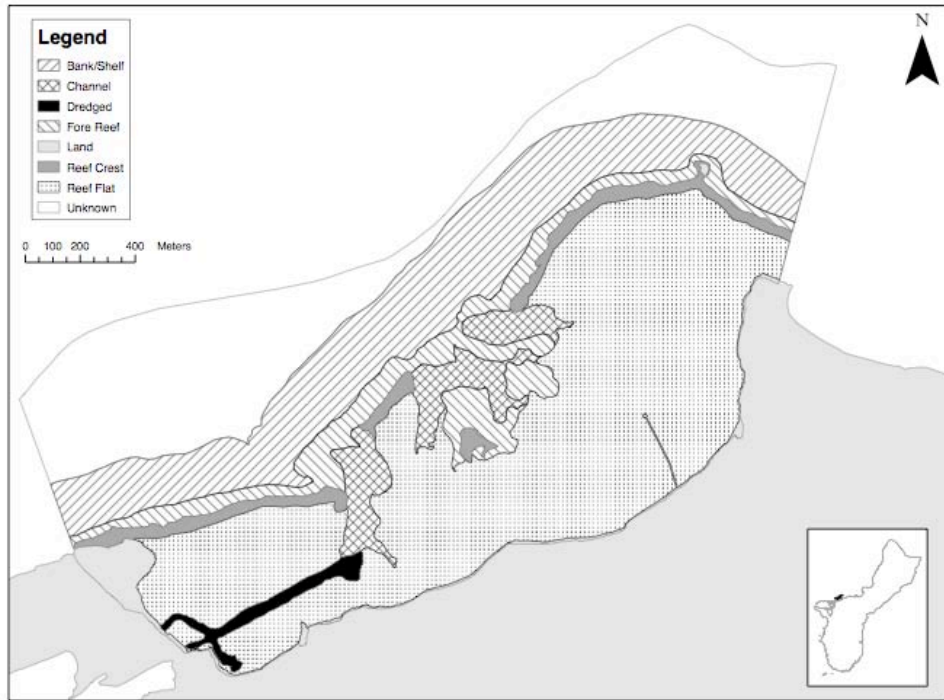 Legend
Bank/Shelf
Channel
Dredged
Fore Reef
Land
Reef Crest
Reef Flat
Unknown
0 100 200 400 Meters
N